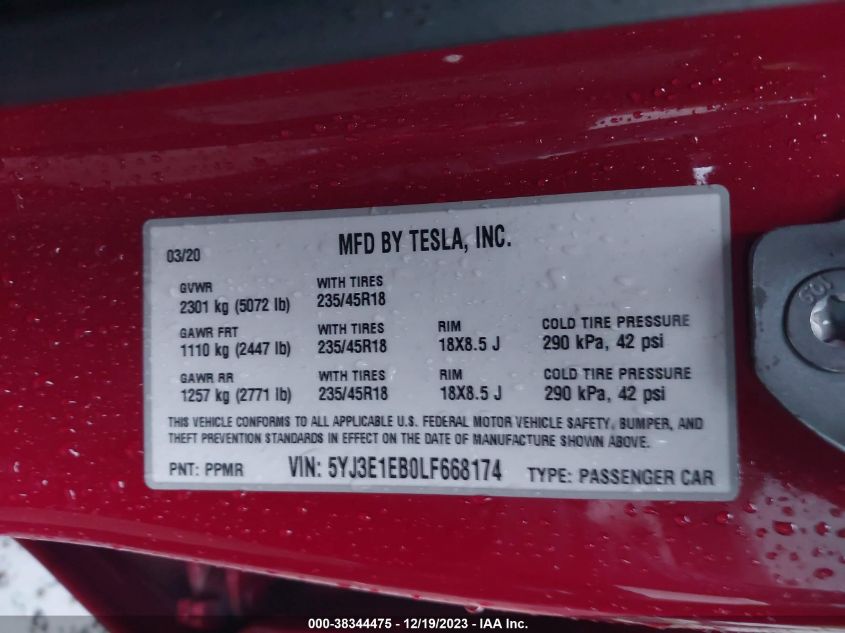 03/20 MFD BY TESLA, INC.
GVWR WITH TIRES
2301 kg (5072 lb) 235/45R18
GAWR FRT WITH TIRES RIM COLD TIRE PRESSURE
1110 kg (2447 lb) 235/45R18 18X8.5 J 290 kPa, 42 psi
GAWR RR WITH TIRES RIM COLD TIRE PRESSURE
1257 kg (2771 lb) 235/45R18 18X8.5 J 290 kPa, 42 psi
THIS VEHICLE CONFORMS TO ALL APPLICABLE U.S. FEDERAL MOTOR VEHICLE SAFETY, BUMPER, AND
THEFT PREVENTION STANDARDS IN EFFECT ON THE DATE OF MANUFACTURE SHOWN ABOVE.
PNT: PPMR VIN: 5YJ3E1EB0LF668174 TYPE: PASSENGER CAR
000-38344475 - 12/19/2023 - IAA Inc.